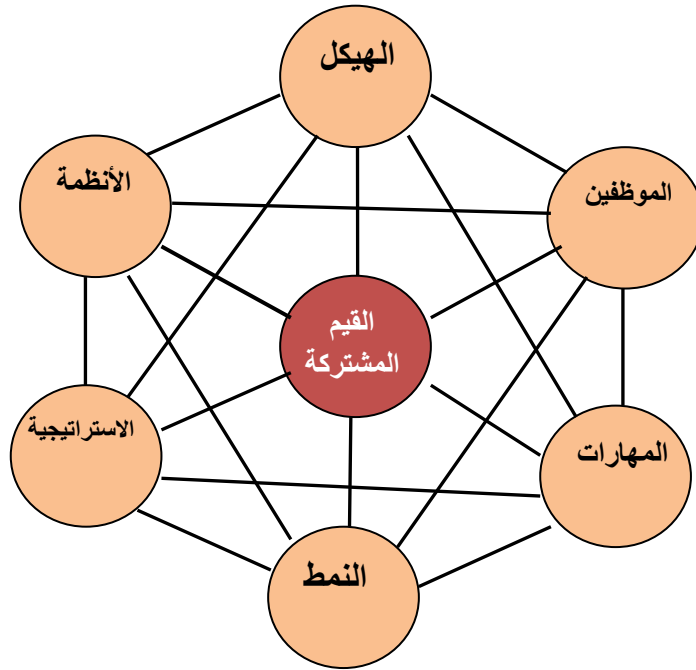 الهيكل
الموظفين
الأنظمة
القيم
المشتركة
المهارات
الاستراتيجية
النمط